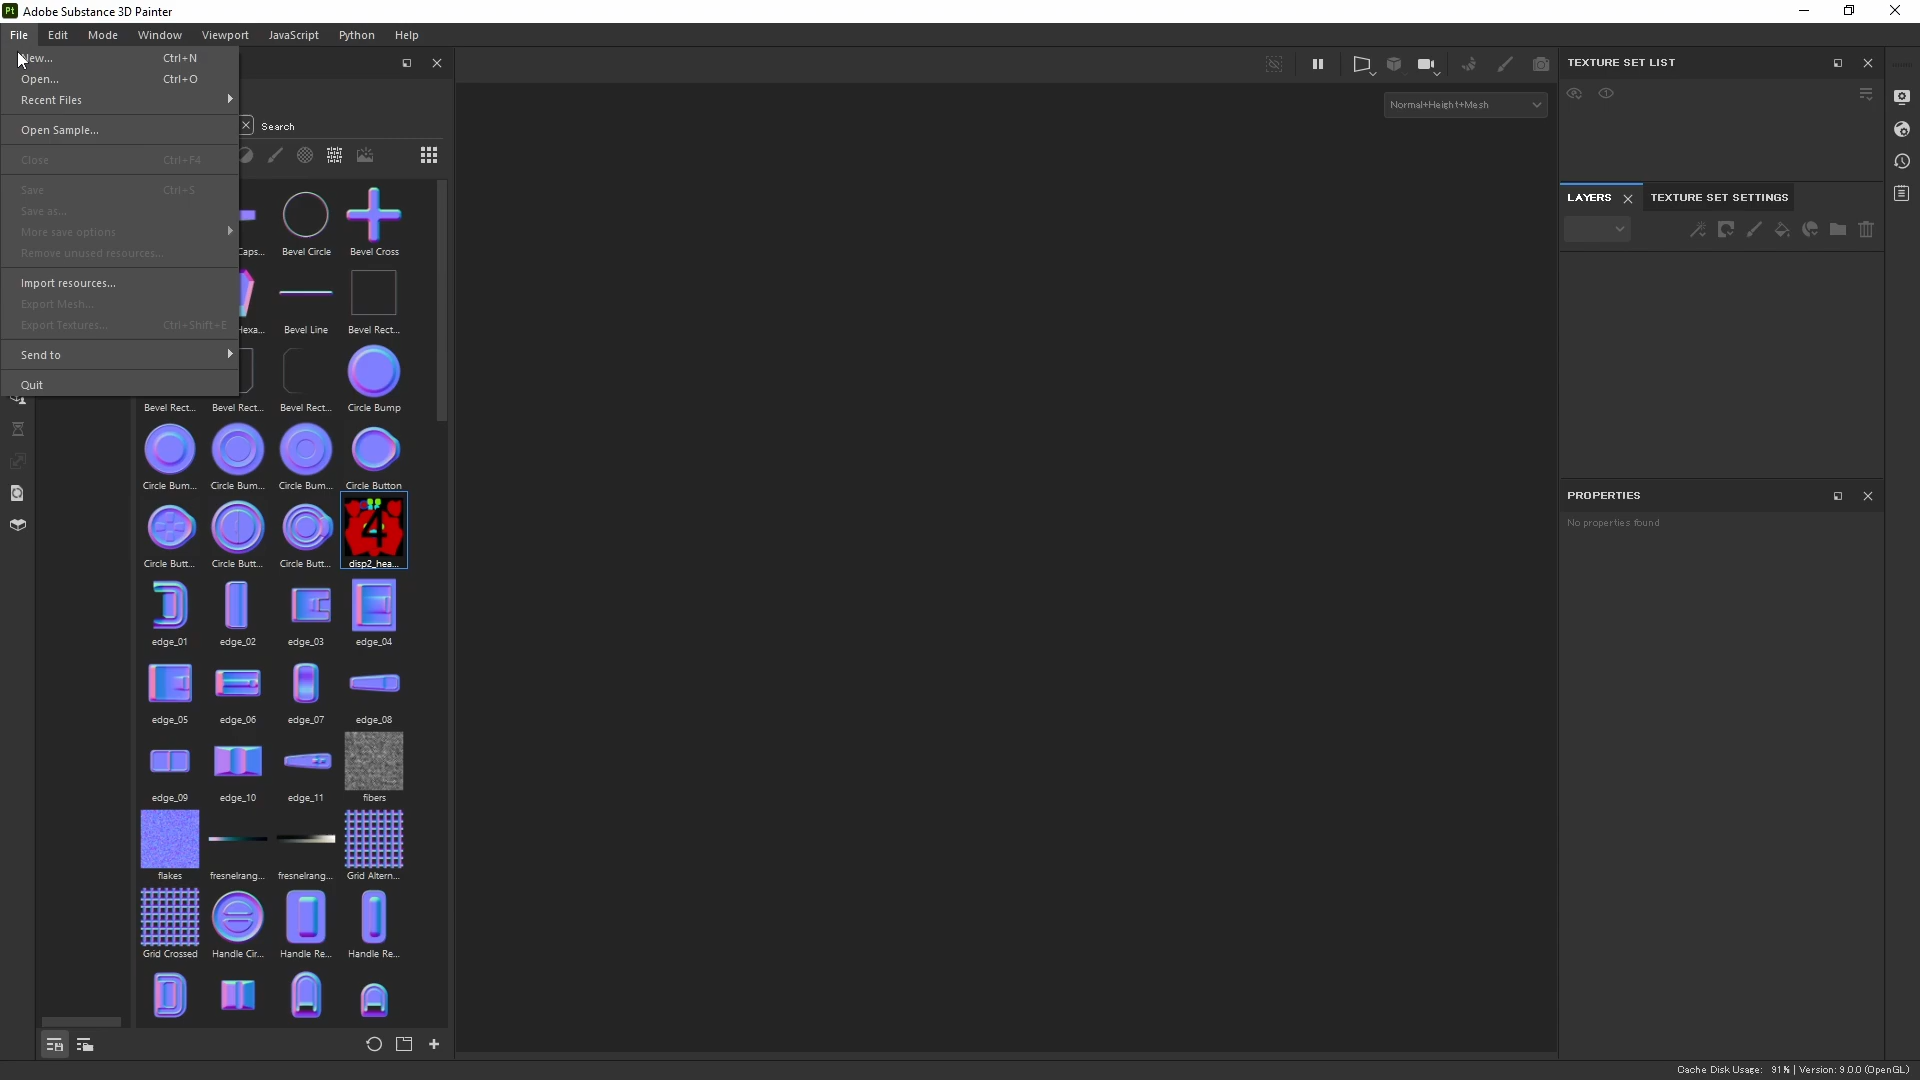 Pt Adobe Substance 3D Painter
File Edit Mode Window Viewport JavaScript Python Help
Ctrl+N
Open... Ctrl+O
Recent Files
Open Sample...
Close Ctrl+F4
Save Ctrl+S
Save as...
More save options
Remove unused resources...
Import resources...
Export Mesh...
Export Textures... Ctrl+Shift+E
Send to
Quit
Search
Caps... Bevel Circle Bevel Cross
Hexa... Bevel Line Bevel Rect...
Bevel Rect... Bevel Rect... Bevel Rect... Circle Bump
Circle Bum... Circle Bum... Circle Bum... Circle Button
4
Circle Butt... Circle Butt... Circle Butt... disp2_hea...
edge_01 edge_02 edge_03 edge_04
edge_05 edge_06 edge_07 edge_08
edge_09 edge_10 edge_11 fibers
flakes fresnelrang... fresnelrang... Grid Altern...
Grid Crossed Handle Cir... Handle Re... Handle Re...
Normal+Height+Mesh
TEXTURE SET LIST
LAYERS TEXTURE SET SETTINGS
PROPERTIES
No properties found
Cache Disk Usage: 91% | Version: 9.0.0 (OpenGL)